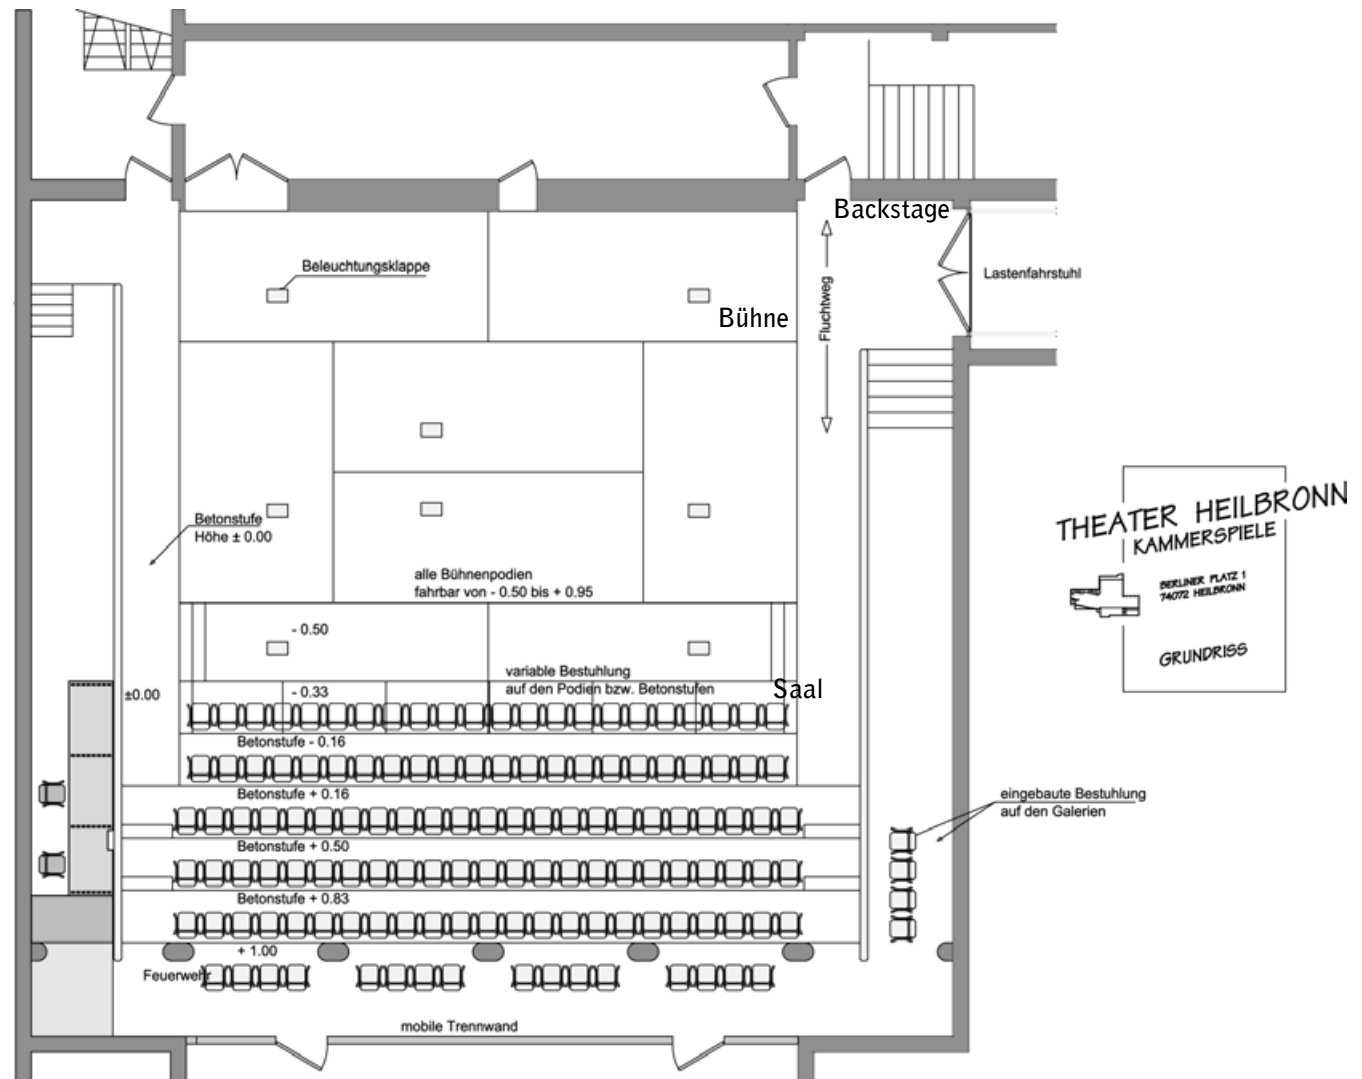 Backstage
Beleuchtungsklappe
Lastenfahrstuhl
Bühne
Fluchtweg
THEATER HEILBRONN
KAMMERSPIELE
BERLINER PLATZ 1
74072 HEILBRONN
GRUNDRISS
Betonstufe
Höhe ± 0.00
alle Bühnenpodien
fahrbar von - 0.50 bis + 0.95
- 0.50
variable Bestuhlung
auf den Podien bzw. Betonstufen
±0.00
- 0.33
Saal
Betonstufe - 0.16
Betonstufe + 0.16
eingebaute Bestuhlung
auf den Galerien
Betonstufe + 0.50
Betonstufe + 0.83
+ 1.00
Feuerwehr
mobile Trennwand